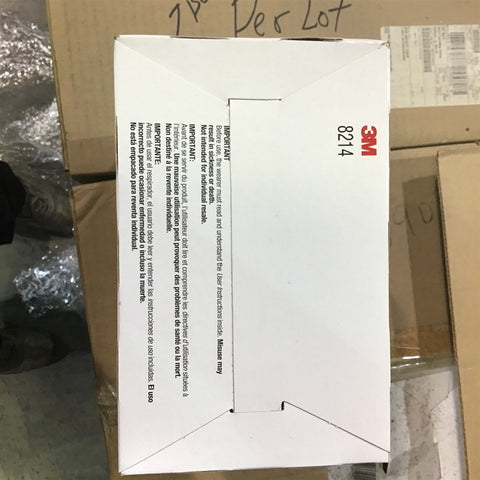 Per Lot
3M
8214
IMPORTANT
Before use, the wearer must read and understand the User Instructions inside. Misuse may
result in sickness or death.
Not intended for individual resale.
IMPORTANT:
Avant de se servir du produit, l'utilisateur doit lire et comprendre les directives d'utilisation situées à
l'intérieur. Une mauvaise utilisation peut provoquer des problèmes de santé ou la mort.
Non destiné à la revente individuelle.
IMPORTANTE:
Antes de usar el respirador, el usuario debe leer y entender las instrucciones de uso incluidas. El uso
incorrecto puede ocasionar enfermedad o incluso la muerte.
No está empacado para reventa individual.